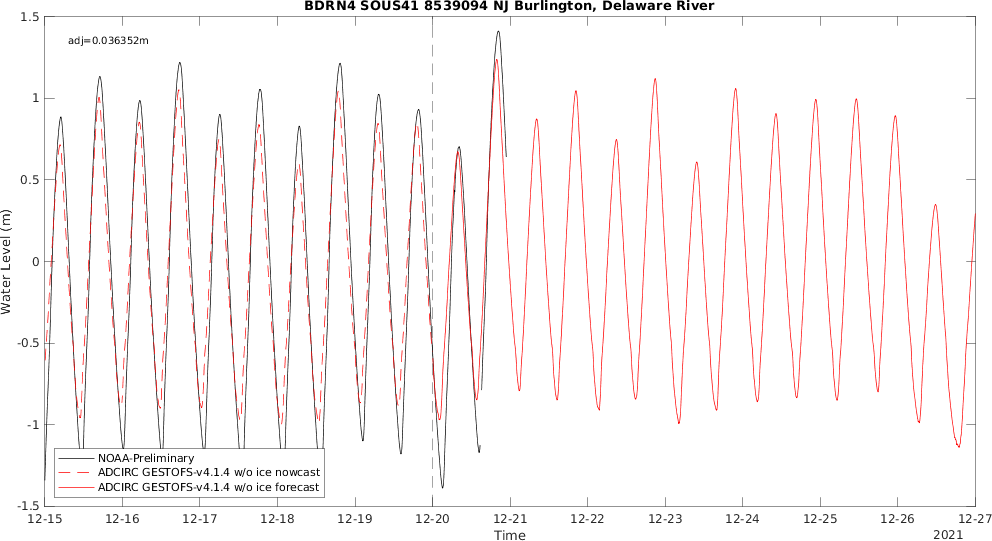 BDRN4 SOUS41 8539094 NJ Burlington, Delaware River
adj=0.036352m
1.5
1
0.5
0
-0.5
-1
-1.5
Water Level (m)
NOAA-Preliminary
ADCIRC GESTOFS-v4.1.4 w/o ice nowcast
ADCIRC GESTOFS-v4.1.4 w/o ice forecast
12-15 12-16 12-17 12-18 12-19 12-20 12-21 12-22 12-23 12-24 12-25 12-26 12-27
Time
2021